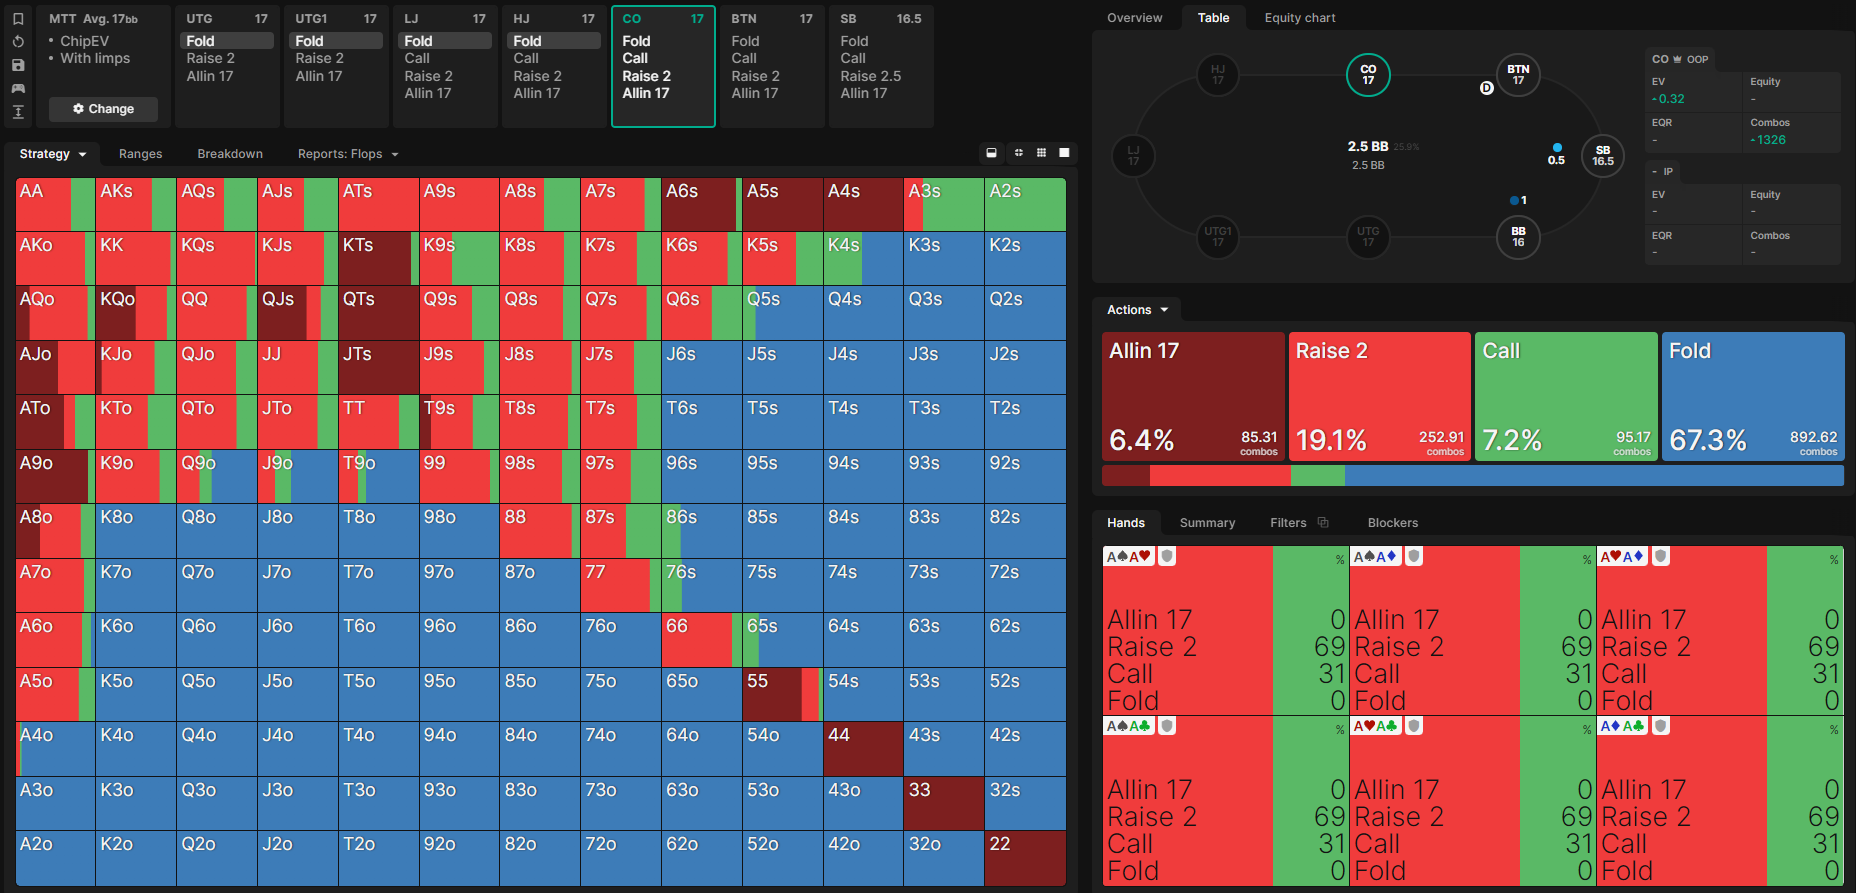 MTT Avg. 17bb
• ChipEV
• With limps
Change
UTG 17
Fold
Raise 2
Allin 17
UTG1 17
Fold
Raise 2
Allin 17
LJ 17
Fold
Call
Raise 2
Allin 17
HJ 17
Fold
Call
Raise 2
Allin 17
CO 17
Fold
Call
Raise 2
Allin 17
BTN 17
Fold
Call
Raise 2
Allin 17
SB 16.5
Fold
Call
Raise 2.5
Allin 17
Strategy Ranges Breakdown Reports: Flops
AA AKs AQs AJs ATs A9s A8s A7s A6s A5s A4s A3s A2s
AKo KK KQs KJs KTs K9s K8s K7s K6s K5s K4s K3s K2s
AQo KQo QQ QJs QTs Q9s Q8s Q7s Q6s Q5s Q4s Q3s Q2s
AJo KJo QJo JJ JTs J9s J8s J7s J6s J5s J4s J3s J2s
ATo KTo QTo JTo TT T9s T8s T7s T6s T5s T4s T3s T2s
A9o K9o Q9o J9o T9o 99 98s 97s 96s 95s 94s 93s 92s
A8o K8o Q8o J8o T8o 98o 88 87s 86s 85s 84s 83s 82s
A7o K7o Q7o J7o T7o 97o 87o 77 76s 75s 74s 73s 72s
A6o K6o Q6o J6o T6o 96o 86o 76o 66 65s 64s 63s 62s
A5o K5o Q5o J5o T5o 95o 85o 75o 65o 55 54s 53s 52s
A4o K4o Q4o J4o T4o 94o 84o 74o 64o 54o 44 43s 42s
A3o K3o Q3o J3o T3o 93o 83o 73o 63o 53o 43o 33 32s
A2o K2o Q2o J2o T2o 92o 82o 72o 62o 52o 42o 32o 22
Overview Table Equity chart
HJ
17
CO
17
BTN
17
D
LJ
17
2.5 BB 25.9%
2.5 BB
0.5
SB
16.5
1
UTG1
17
UTG
17
BB
16
CO OOP
EV Equity
0.32 -
EQR Combos
- 1326
- IP
EV Equity
- -
EQR Combos
- -
Actions
Allin 17
6.4%
85.31
combos
Raise 2
19.1%
252.91
combos
Call
7.2%
95.17
combos
Fold
67.3%
892.62
combos
Hands Summary Filters Blockers
A♠A♥ %
Allin 17 0
Raise 2 69
Call 31
Fold 0
A♠A♦ %
Allin 17 0
Raise 2 69
Call 31
Fold 0
A♥A♦ %
Allin 17 0
Raise 2 69
Call 31
Fold 0
A♠A♣ %
Allin 17 0
Raise 2 69
Call 31
Fold 0
A♥A♣ %
Allin 17 0
Raise 2 69
Call 31
Fold 0
A♦A♣ %
Allin 17 0
Raise 2 69
Call 31
Fold 0